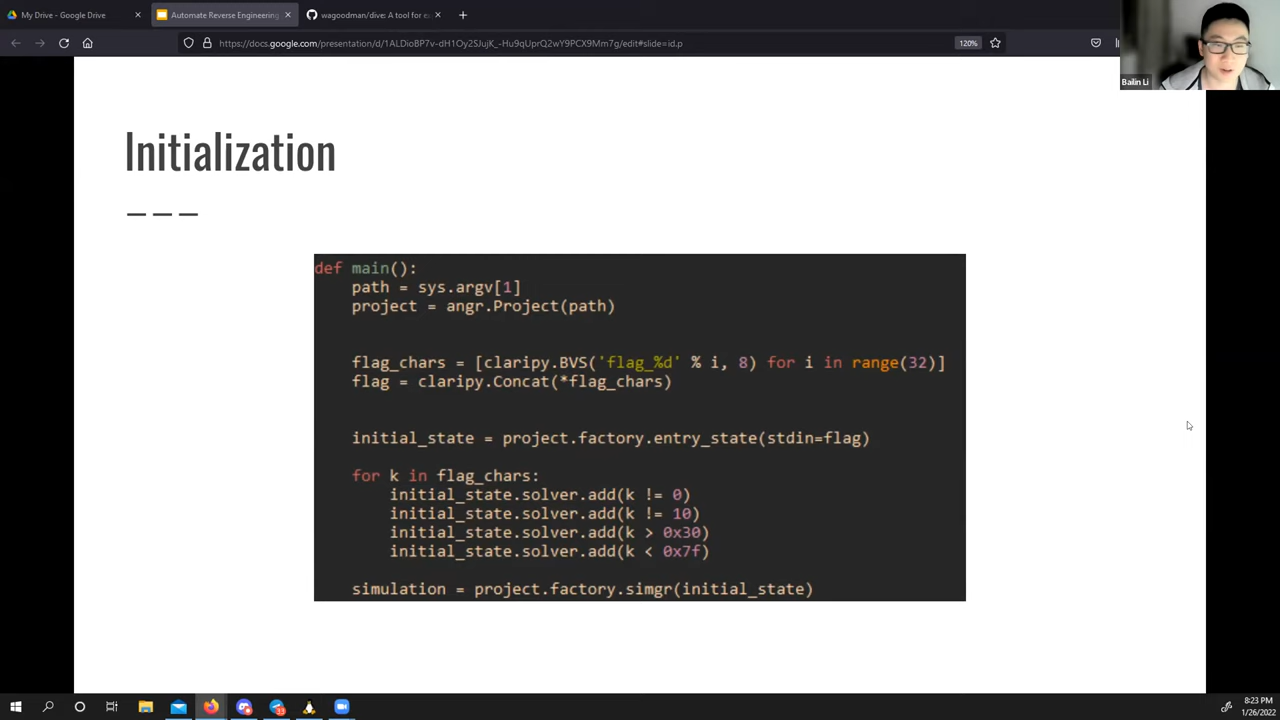 My Drive - Google Drive
Automate Reverse Engineering
wagoodman/dive: A tool for e
https://docs.google.com/presentation/d/1ALDioBP7v-dH1Oy2SJujK_-Hu9qUprQ2wY9PCX9Mm7g/edit#slide=id.p
120%
Bailin Li
Initialization
def main():
path = sys.argv[1]
project = angr.Project(path)
flag_chars = [claripy.BVS('flag_%d' % i, 8) for i in range(32)]
flag = claripy.Concat(*flag_chars)
initial_state = project.factory.entry_state(stdin=flag)
for k in flag_chars:
initial_state.solver.add(k != 0)
initial_state.solver.add(k != 10)
initial_state.solver.add(k > 0x30)
initial_state.solver.add(k < 0x7f)
simulation = project.factory.simgr(initial_state)
8:23 PM
1/26/2022